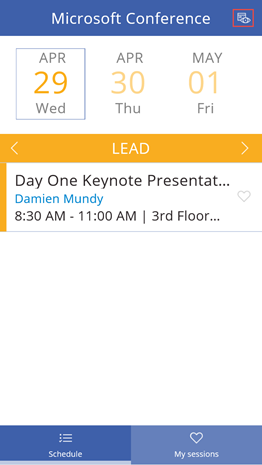 Microsoft Conference
APR APR MAY
29 30 01
Wed Thu Fri
LEAD
Day One Keynote Presentat...
Damien Mundy
8:30 AM - 11:00 AM | 3rd Floor...
Schedule My sessions